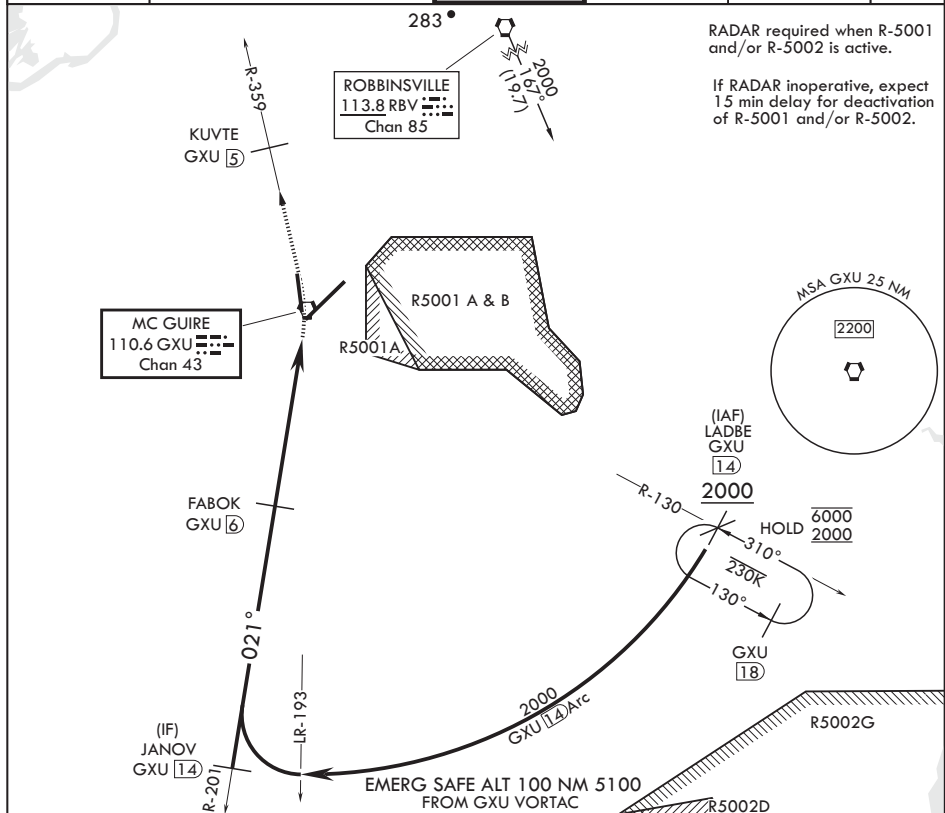 283
RADAR required when R-5001
and/or R-5002 is active.
If RADAR inoperative, expect
15 min delay for deactivation
of R-5001 and/or R-5002.
ROBBINSVILLE
113.8 RBV
Chan 85
2000
167°
(19.7)
R-359
KUVTE
GXU 5
R5001 A & B
R5001A
MC GUIRE
110.6 GXU
Chan 43
MSA GXU 25 NM
2200
(IAF)
LADBE
GXU
14
2000
R-130
HOLD
6000
2000
310°
230K
130°
GXU
18
FABOK
GXU 6
021°
LR-193
2000
GXU 14 Arc
(IF)
JANOV
GXU 14
R-201
EMERG SAFE ALT 100 NM 5100
FROM GXU VORTAC
R5002G
R5002D